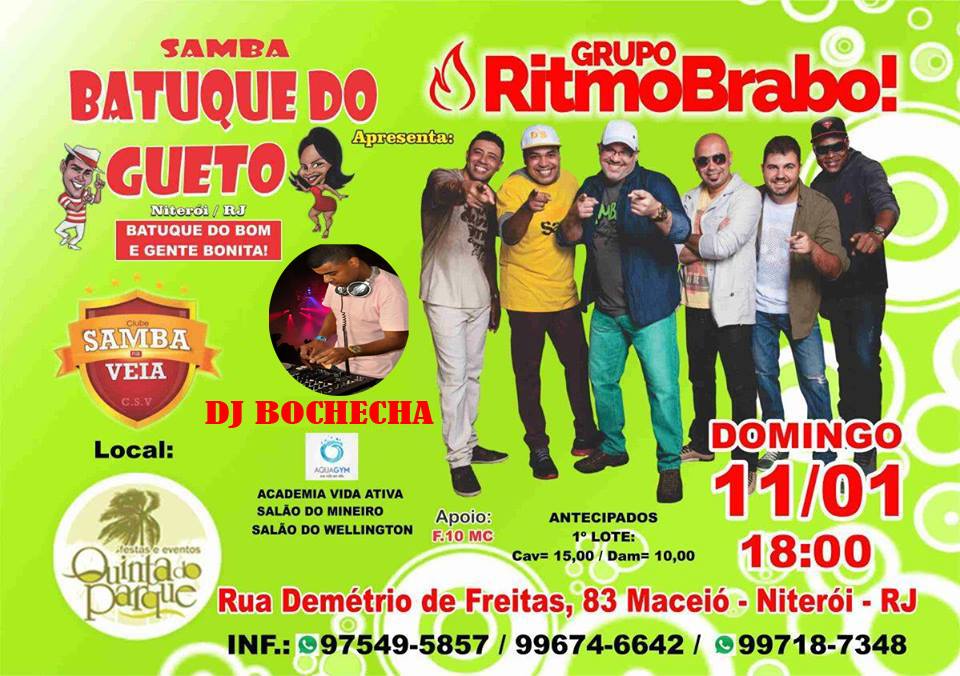 SAMBA
BATUQUE DO
GUETO
Niterói / RJ
BATUQUE DO BOM
E GENTE BONITA!
Apresenta:
GRUPO
RitmoBrabo!
Clube
SAMBA
na
VEIA
C.S.V
DJ BOCHECHA
Local:
festas e eventos
Quinta do
Parque
AQUAGYM
ACADEMIA VIDA ATIVA
SALÃO DO MINEIRO
SALÃO DO WELLINGTON
Apoio:
F.10 MC
ANTECIPADOS
1º LOTE:
Cav= 15,00 / Dam= 10,00
DOMINGO
11/01
18:00
Rua Demétrio de Freitas, 83 Maceió - Niterói - RJ
INF.: 97549-5857 / 99674-6642 / 99718-7348